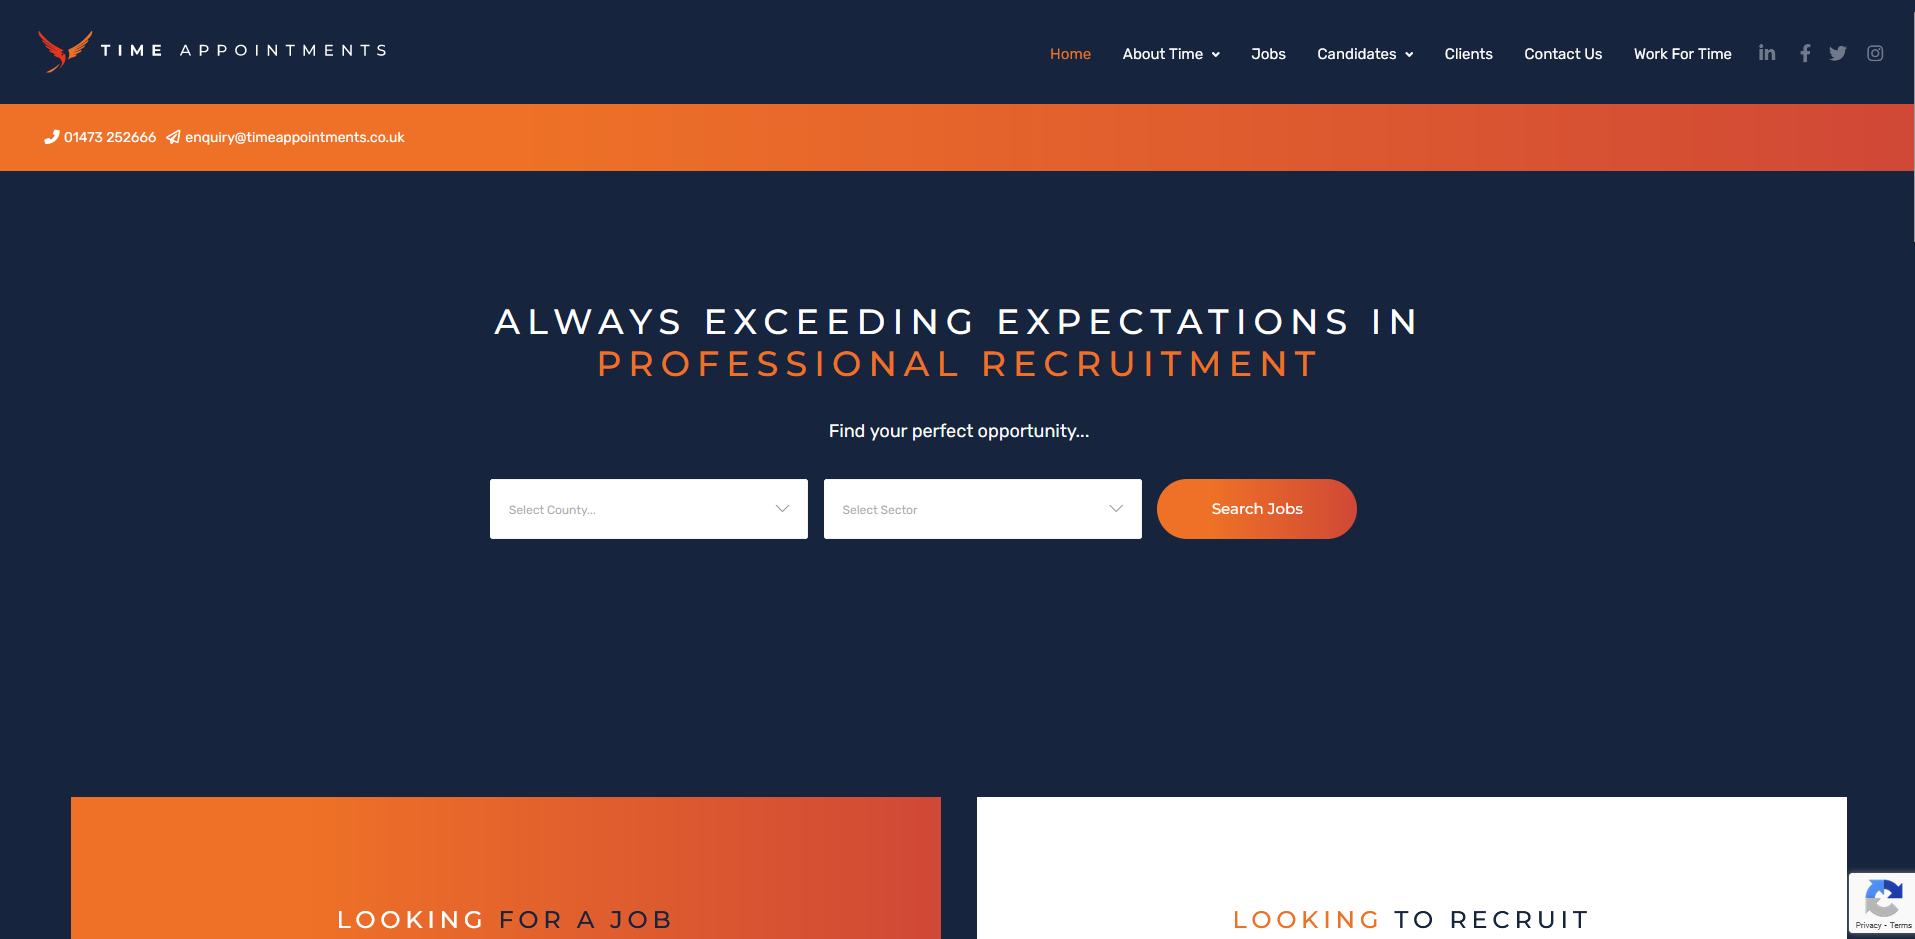 TIME APPOINTMENTS
Home About Time Jobs Candidates Clients Contact Us Work For Time
01473 252666 enquiry@timeappointments.co.uk
ALWAYS EXCEEDING EXPECTATIONS IN
PROFESSIONAL RECRUITMENT
Find your perfect opportunity...
Select County... Select Sector Search Jobs
LOOKING FOR A JOB
LOOKING TO RECRUIT
Privacy - Terms